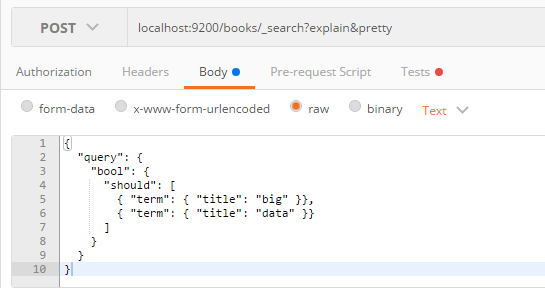 POST localhost:9200/books/_search?explain&pretty
Authorization Headers Body Pre-request Script Tests
form-data x-www-form-urlencoded raw binary Text
1 {
2   "query": {
3     "bool": {
4       "should": [
5         { "term": { "title": "big" }},
6         { "term": { "title": "data" }}
7       ]
8     }
9   }
10 }